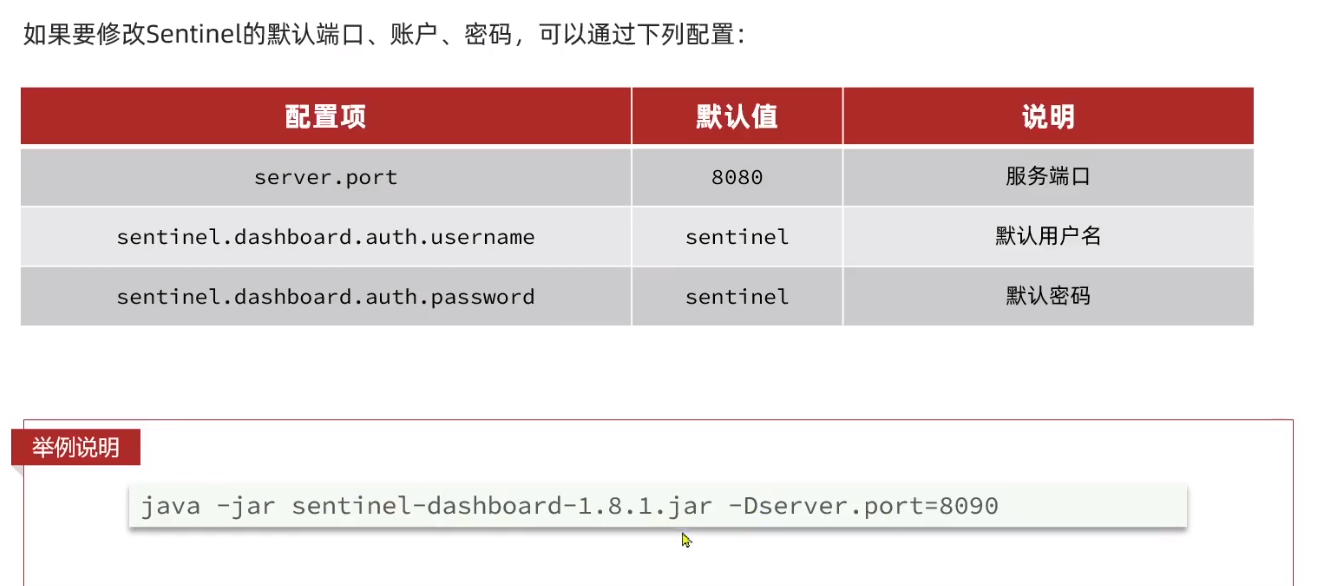 如果要修改Sentinel的默认端口、账户、密码，可以通过下列配置：
配置项 默认值 说明
server.port 8080 服务端口
sentinel.dashboard.auth.username sentinel 默认用户名
sentinel.dashboard.auth.password sentinel 默认密码
举例说明
java -jar sentinel-dashboard-1.8.1.jar -Dserver.port=8090